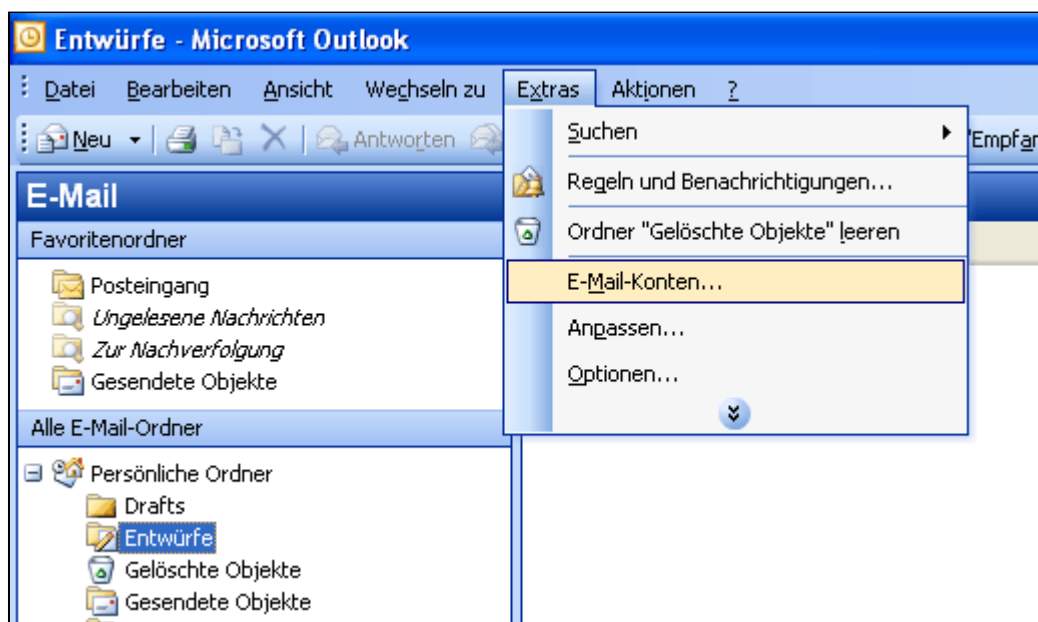 Entwürfe - Microsoft Outlook
Datei Bearbeiten Ansicht Wechseln zu Extras Aktionen ?
Neu Antworten
Suchen
Regeln und Benachrichtigungen...
Ordner "Gelöschte Objekte" leeren
E-Mail-Konten...
Anpassen...
Optionen...
E-Mail
Favoritenordner
Posteingang
Ungelesene Nachrichten
Zur Nachverfolgung
Gesendete Objekte
Alle E-Mail-Ordner
Persönliche Ordner
Drafts
Entwürfe
Gelöschte Objekte
Gesendete Objekte